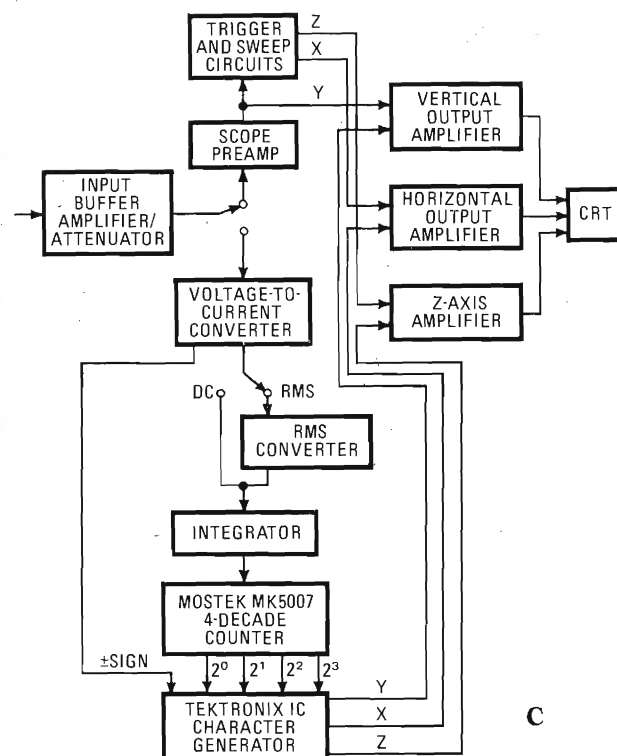 TRIGGER
AND SWEEP
CIRCUITS
Z
X
Y
VERTICAL
OUTPUT
AMPLIFIER
SCOPE
PREAMP
INPUT
BUFFER
AMPLIFIER/
ATTENUATOR
HORIZONTAL
OUTPUT
AMPLIFIER
CRT
VOLTAGE-TO-
CURRENT
CONVERTER
Z-AXIS
AMPLIFIER
DC
RMS
RMS
CONVERTER
INTEGRATOR
MOSTEK MK5007
4-DECADE
COUNTER
±SIGN
2⁰
2¹
2²
2³
TEKTRONIX IC
CHARACTER
GENERATOR
Y
X
Z
C